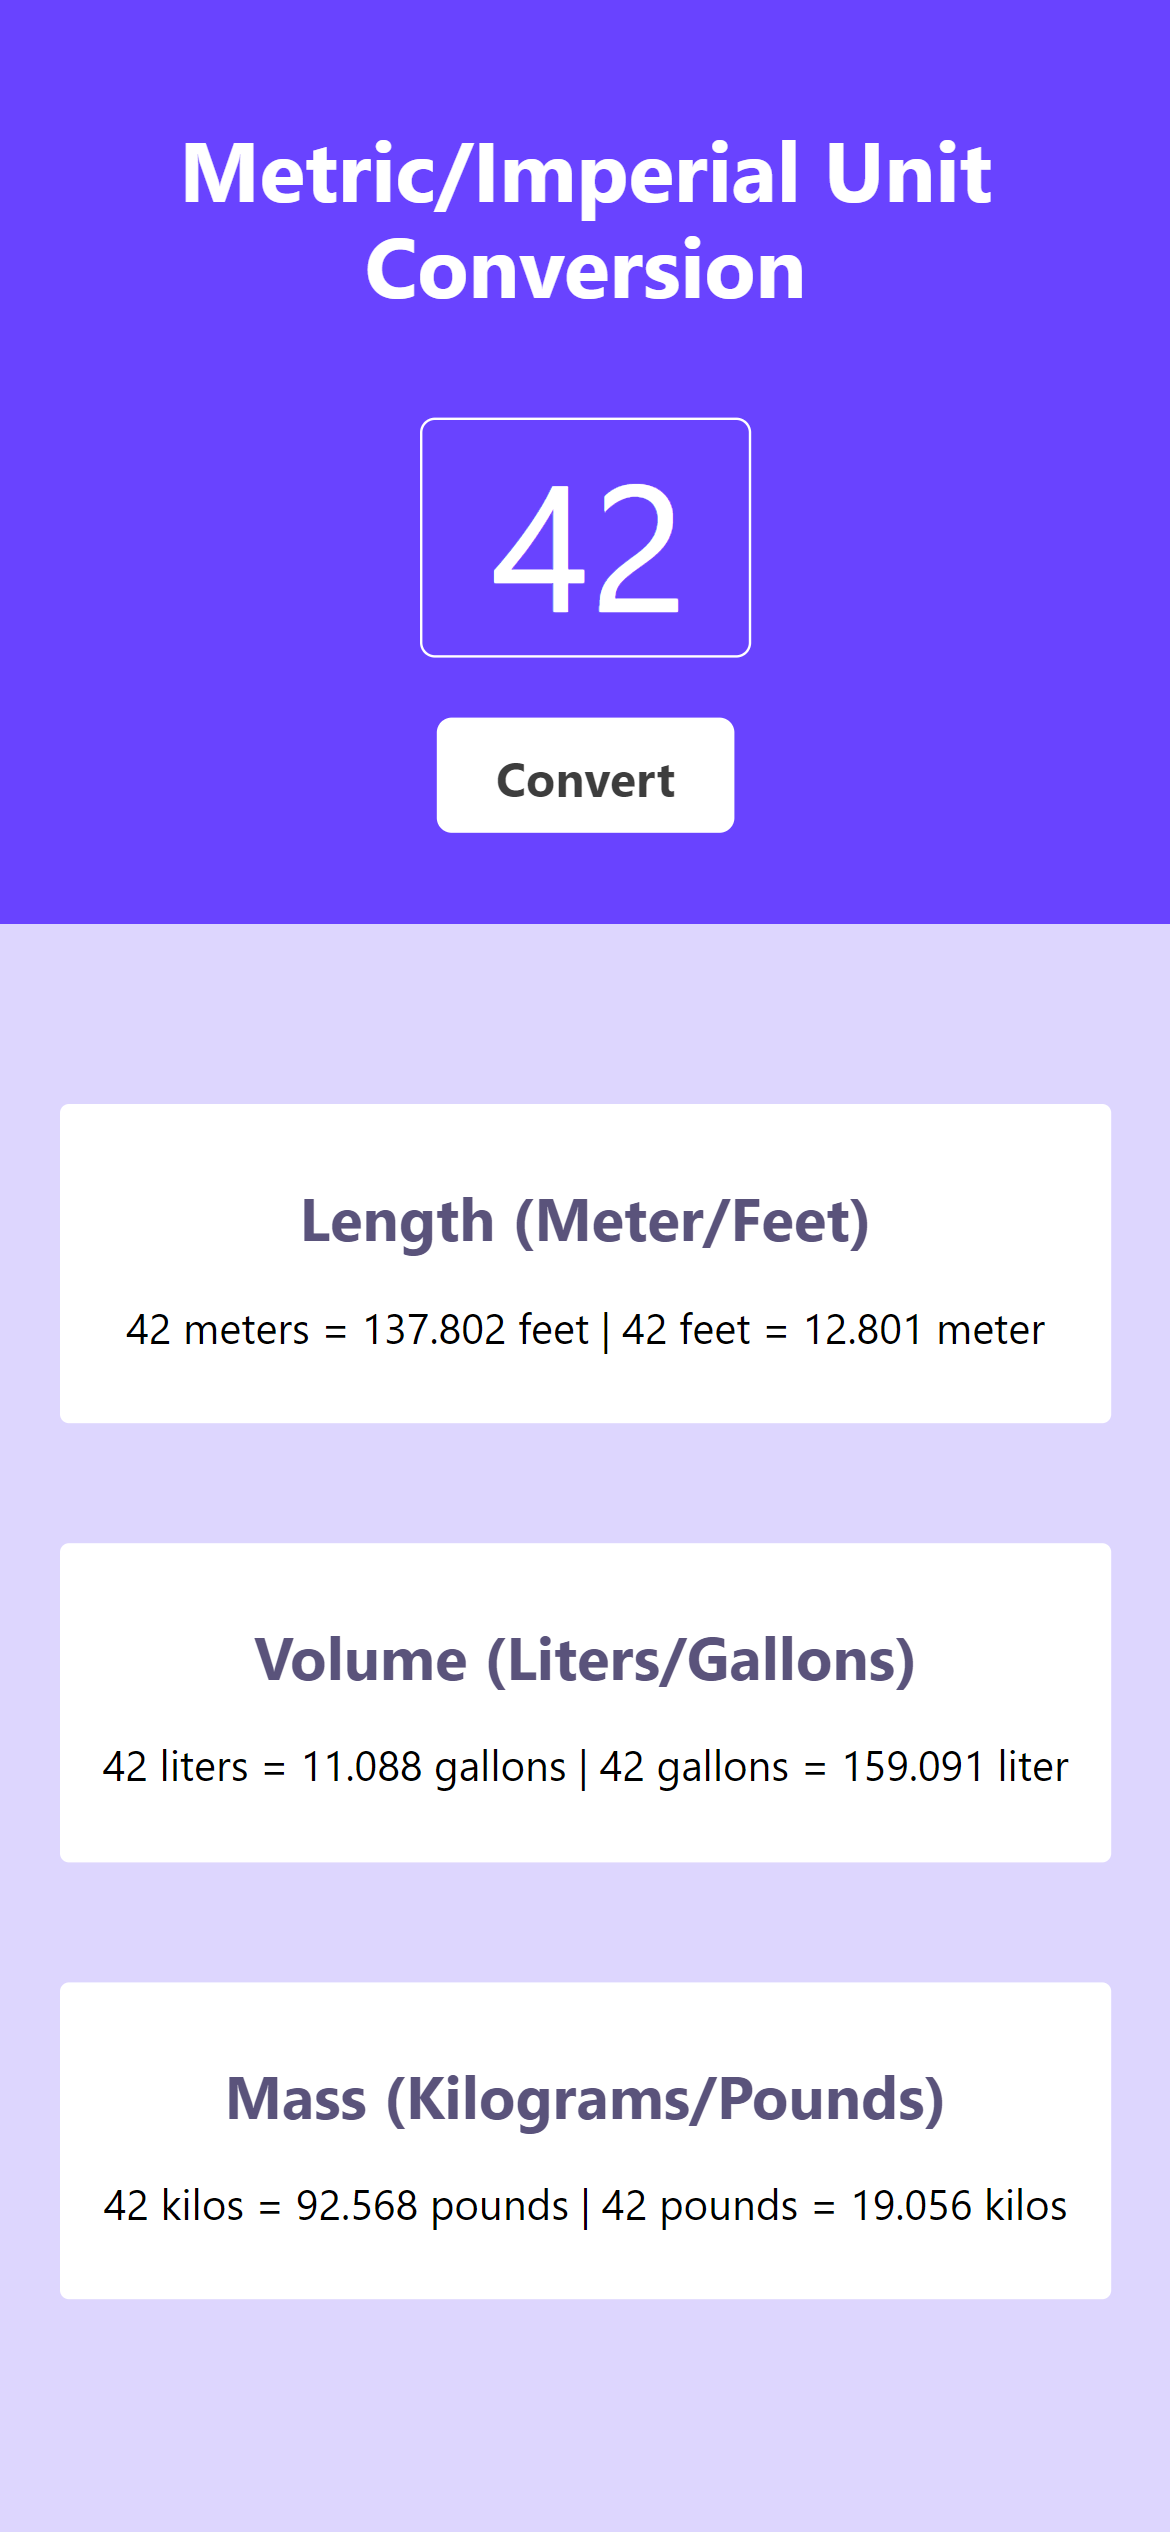 Metric/Imperial Unit
Conversion
42
Convert
Length (Meter/Feet)
42 meters = 137.802 feet | 42 feet = 12.801 meter
Volume (Liters/Gallons)
42 liters = 11.088 gallons | 42 gallons = 159.091 liter
Mass (Kilograms/Pounds)
42 kilos = 92.568 pounds | 42 pounds = 19.056 kilos